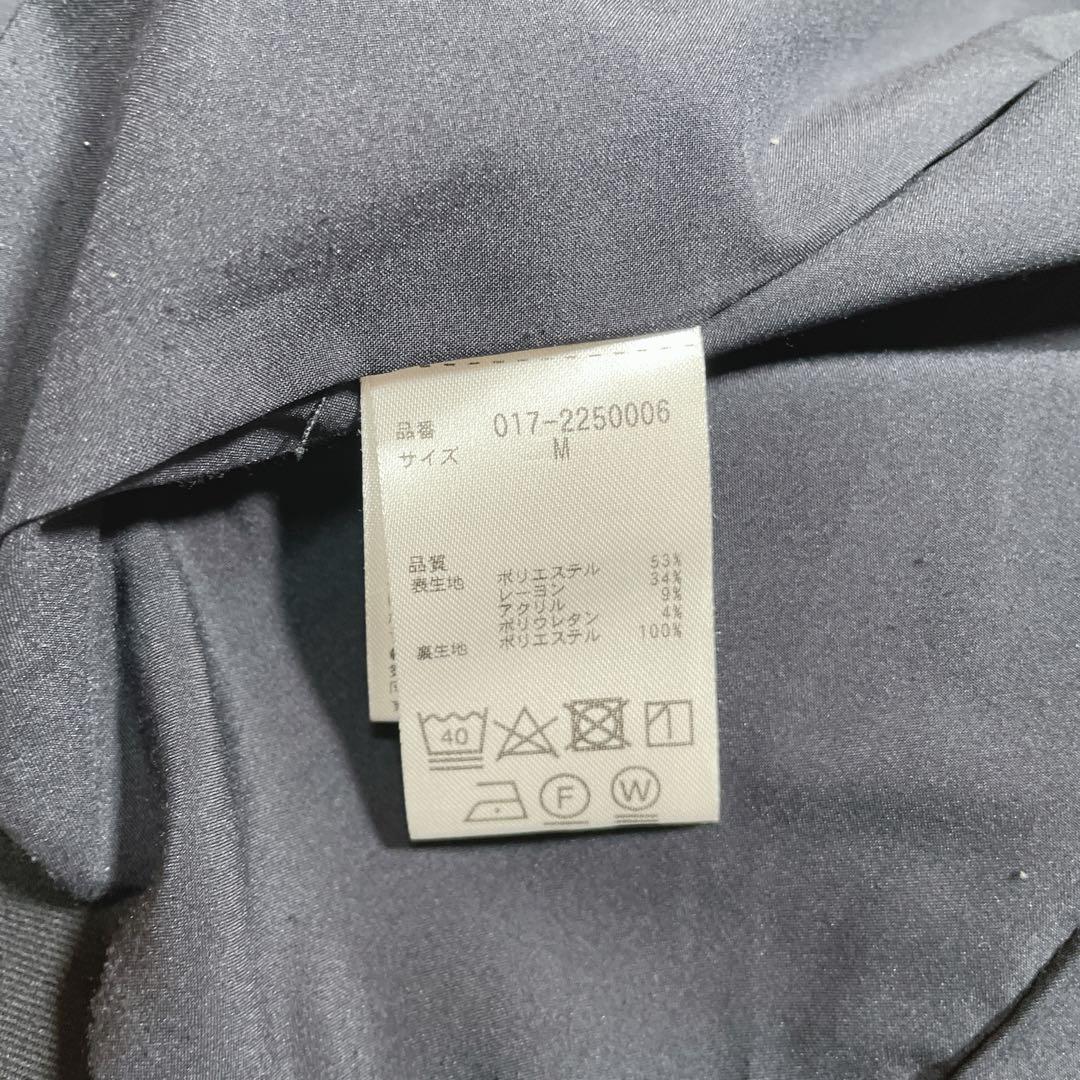 品番 017-2250006
サイズ M
品質
表生地 ポリエステル 53%
レーヨン 34%
アクリル 9%
ポリウレタン 4%
裏生地 ポリエステル 100%
40
F W